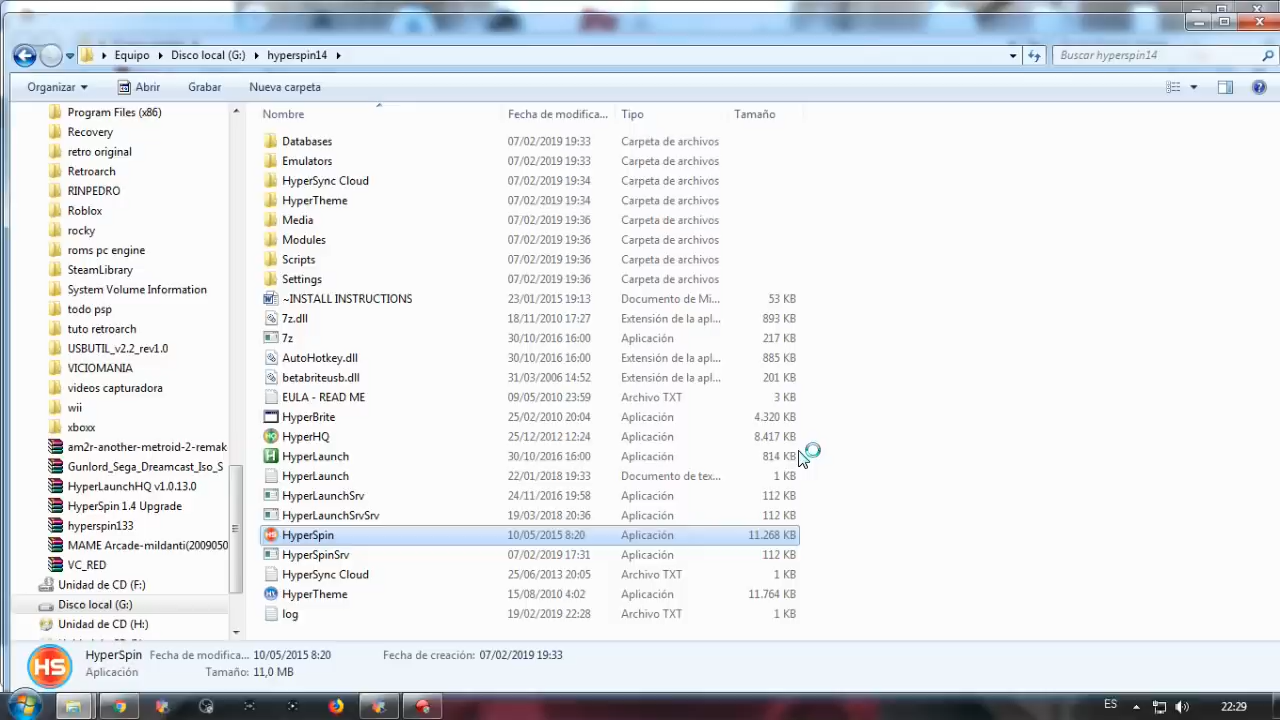 Equipo
Disco local (G:)
hyperspin14
Buscar hyperspin14
Organizar
Abrir
Grabar
Nueva carpeta
Program Files (x86)
Recovery
retro original
Retroarch
RINPEDRO
Roblox
rocky
roms pc engine
SteamLibrary
System Volume Information
todo psp
tuto retroarch
USBUTIL_v2.2_rev1.0
VICIOMANIA
videos capturadora
wii
xboxx
am2r-another-metroid-2-remak
Gunlord_Sega_Dreamcast_Iso_S
HyperLaunchHQ v1.0.13.0
HyperSpin 1.4 Upgrade
hyperspin133
MAME Arcade-mildanti(2009050
VC_RED
Unidad de CD (F:)
Disco local (G:)
Unidad de CD (H:)
Nombre Fecha de modifica... Tipo Tamaño
Databases 07/02/2019 19:33 Carpeta de archivos
Emulators 07/02/2019 19:33 Carpeta de archivos
HyperSync Cloud 07/02/2019 19:34 Carpeta de archivos
HyperTheme 07/02/2019 19:34 Carpeta de archivos
Media 07/02/2019 19:36 Carpeta de archivos
Modules 07/02/2019 19:36 Carpeta de archivos
Scripts 07/02/2019 19:36 Carpeta de archivos
Settings 07/02/2019 19:36 Carpeta de archivos
~INSTALL INSTRUCTIONS 23/01/2015 19:13 Documento de Mi... 53 KB
7z.dll 18/11/2010 17:27 Extensión de la apl... 893 KB
7z 30/10/2016 16:00 Aplicación 217 KB
AutoHotkey.dll 30/10/2016 16:00 Extensión de la apl... 885 KB
betabriteusb.dll 31/03/2006 14:52 Extensión de la apl... 201 KB
EULA - READ ME 09/05/2010 23:59 Archivo TXT 3 KB
HyperBrite 25/02/2010 20:04 Aplicación 4.320 KB
HyperHQ 25/12/2012 12:24 Aplicación 8.417 KB
HyperLaunch 30/10/2016 16:00 Aplicación 814 KB
HyperLaunch 22/01/2018 19:33 Documento de tex... 1 KB
HyperLaunchSrv 24/11/2016 19:58 Aplicación 112 KB
HyperLaunchSrvSrv 19/03/2018 20:36 Aplicación 112 KB
HyperSpin 10/05/2015 8:20 Aplicación 11.268 KB
HyperSpinSrv 07/02/2019 17:31 Aplicación 112 KB
HyperSync Cloud 25/06/2013 20:05 Archivo TXT 1 KB
HyperTheme 15/08/2010 4:02 Aplicación 11.764 KB
log 19/02/2019 22:28 Archivo TXT 1 KB
HS
HyperSpin Fecha de modifica... 10/05/2015 8:20 Fecha de creación: 07/02/2019 19:33
Aplicación Tamaño: 11,0 MB
ES 22:29